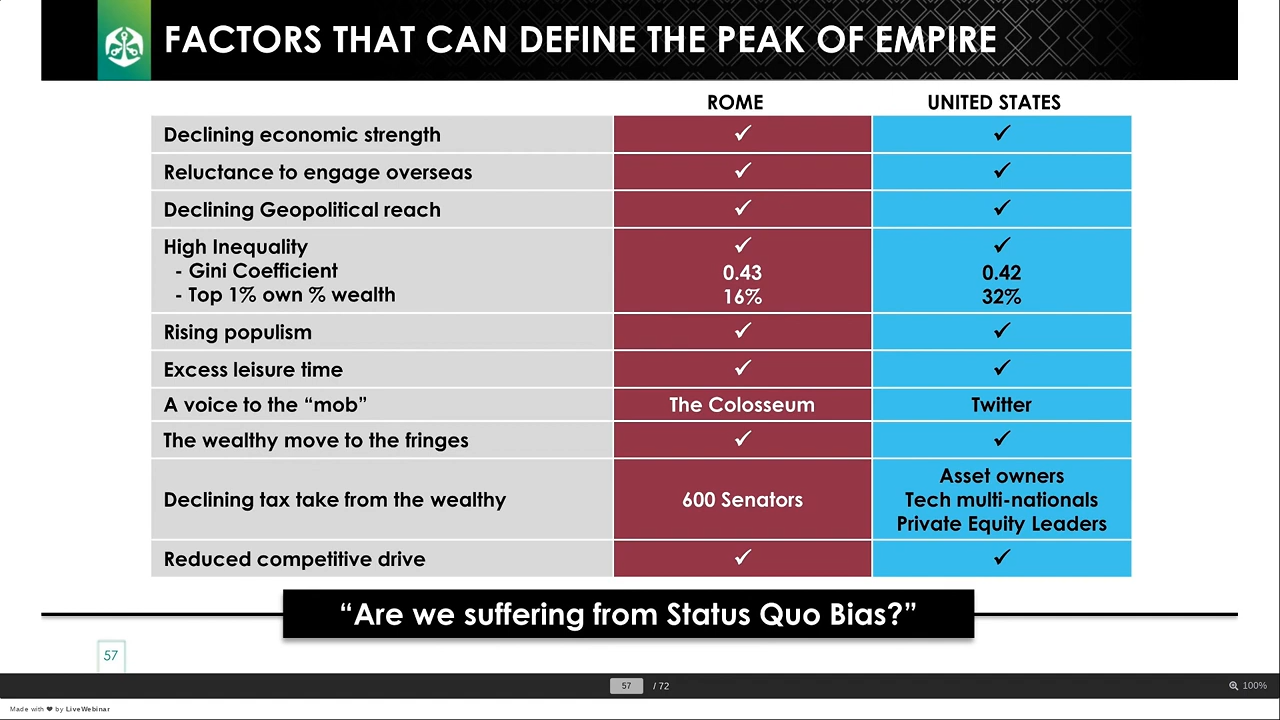 FACTORS THAT CAN DEFINE THE PEAK OF EMPIRE
ROME UNITED STATES
Declining economic strength ✓ ✓
Reluctance to engage overseas ✓ ✓
Declining Geopolitical reach ✓ ✓
High Inequality ✓ ✓
- Gini Coefficient 0.43 0.42
- Top 1% own % wealth 16% 32%
Rising populism ✓ ✓
Excess leisure time ✓ ✓
A voice to the “mob” The Colosseum Twitter
The wealthy move to the fringes ✓ ✓
Declining tax take from the wealthy 600 Senators Asset owners
Tech multi-nationals
Private Equity Leaders
Reduced competitive drive ✓ ✓
“Are we suffering from Status Quo Bias?”
57
57 / 72 100%
Made with ❤ by LiveWebinar